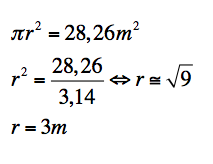 πr² = 28,26m²
r² = 28,26/3,14 ⇔ r ≅ √9
r = 3m